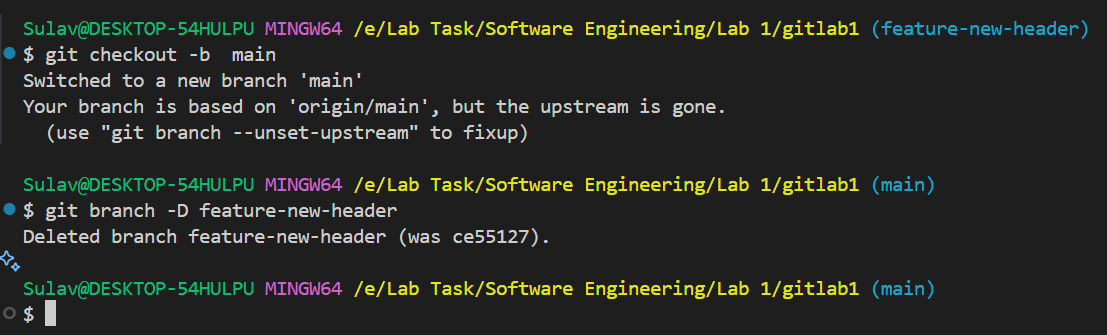 Sulav@DESKTOP-54HULPU MINGW64 /e/Lab Task/Software Engineering/Lab 1/gitlab1 (feature-new-header)
$ git checkout -b  main
Switched to a new branch 'main'
Your branch is based on 'origin/main', but the upstream is gone.
  (use "git branch --unset-upstream" to fixup)
Sulav@DESKTOP-54HULPU MINGW64 /e/Lab Task/Software Engineering/Lab 1/gitlab1 (main)
$ git branch -D feature-new-header
Deleted branch feature-new-header (was ce55127).
Sulav@DESKTOP-54HULPU MINGW64 /e/Lab Task/Software Engineering/Lab 1/gitlab1 (main)
$